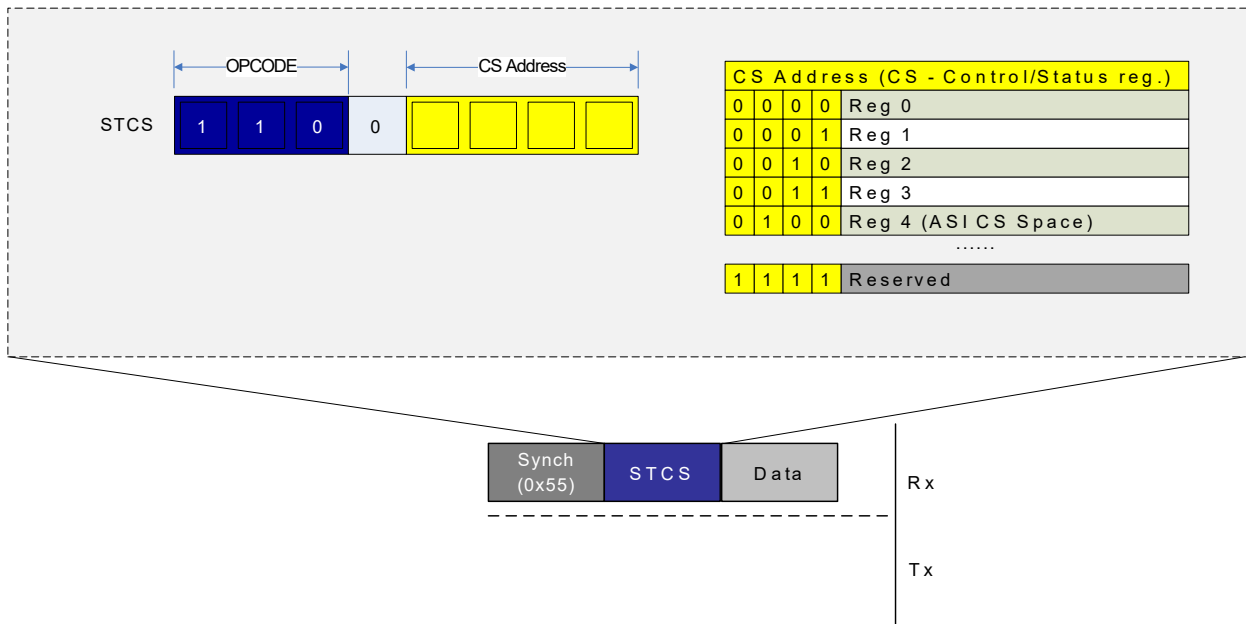 OPCODE CS Address
STCS 1 1 0 0
CS Address (CS - Control/Status reg.)
0 0 0 0 Reg 0
0 0 0 1 Reg 1
0 0 1 0 Reg 2
0 0 1 1 Reg 3
0 1 0 0 Reg 4 (ASI CS Space)
......
1 1 1 1 Reserved
Synch
(0x55)
STCS
Data
Rx
Tx